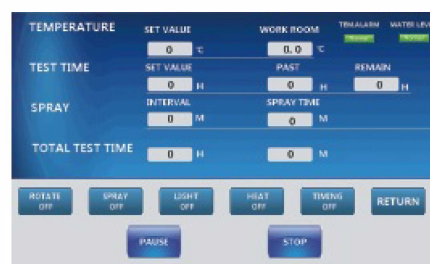 TEMPERATURE SET VALUE WORK ROOM TEM.ALARM WATER LEV
0 ℃ 0.0 ℃
TEST TIME SET VALUE PAST REMAIN
0 H 0 H 0 H
SPRAY INTERVAL SPRAY TIME
0 M 0 M
TOTAL TEST TIME 0 H 0 M
ROTATE OFF SPRAY OFF LIGHT OFF HEAT OFF TIMING OFF RETURN
PAUSE STOP